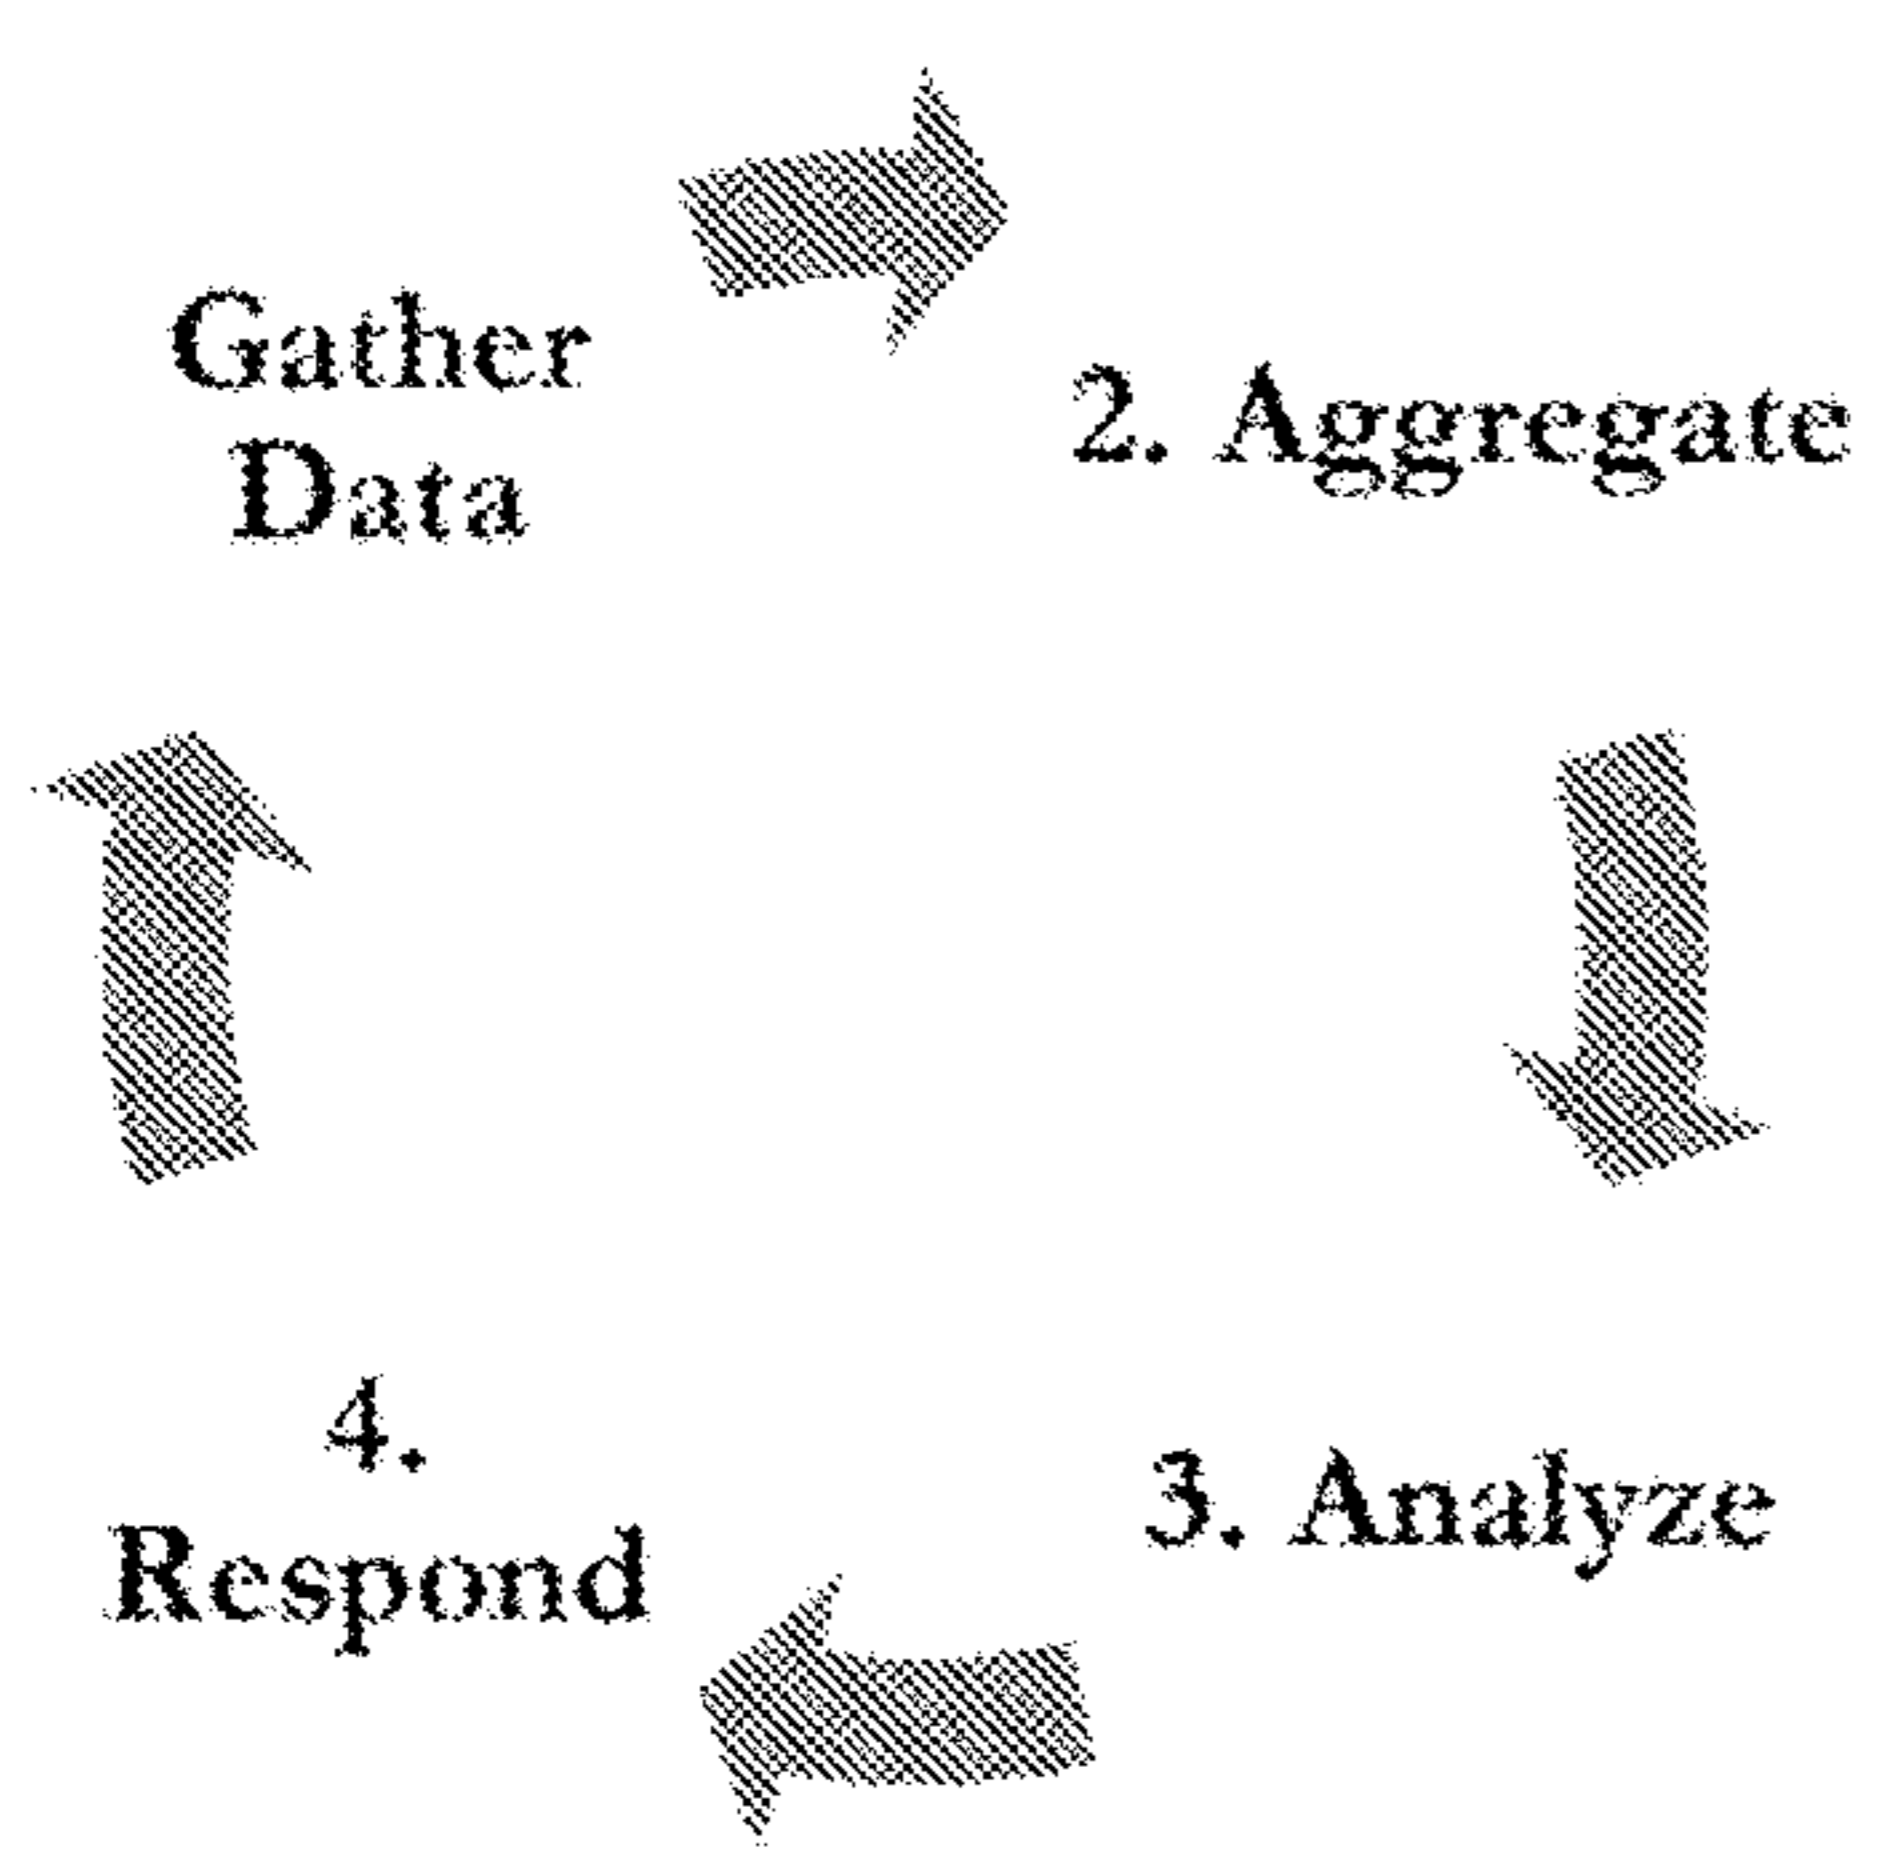 Gather
Data
2. Aggregate
3. Analyze
4.
Respond